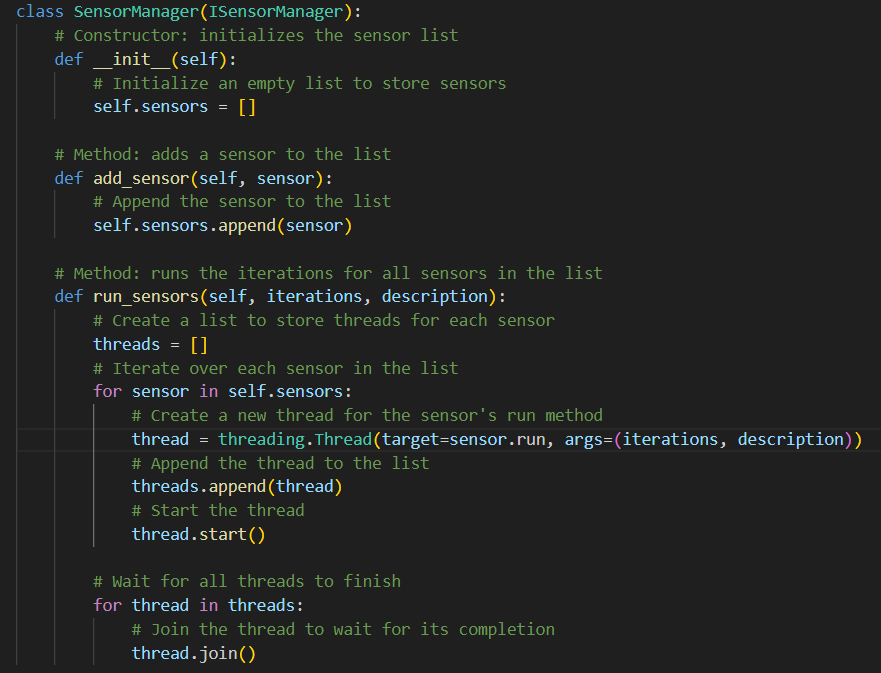 class SensorManager(ISensorManager):
    # Constructor: initializes the sensor list
    def __init__(self):
        # Initialize an empty list to store sensors
        self.sensors = []

    # Method: adds a sensor to the list
    def add_sensor(self, sensor):
        # Append the sensor to the list
        self.sensors.append(sensor)

    # Method: runs the iterations for all sensors in the list
    def run_sensors(self, iterations, description):
        # Create a list to store threads for each sensor
        threads = []
        # Iterate over each sensor in the list
        for sensor in self.sensors:
            # Create a new thread for the sensor's run method
            thread = threading.Thread(target=sensor.run, args=(iterations, description))
            # Append the thread to the list
            threads.append(thread)
            # Start the thread
            thread.start()

        # Wait for all threads to finish
        for thread in threads:
            # Join the thread to wait for its completion
            thread.join()